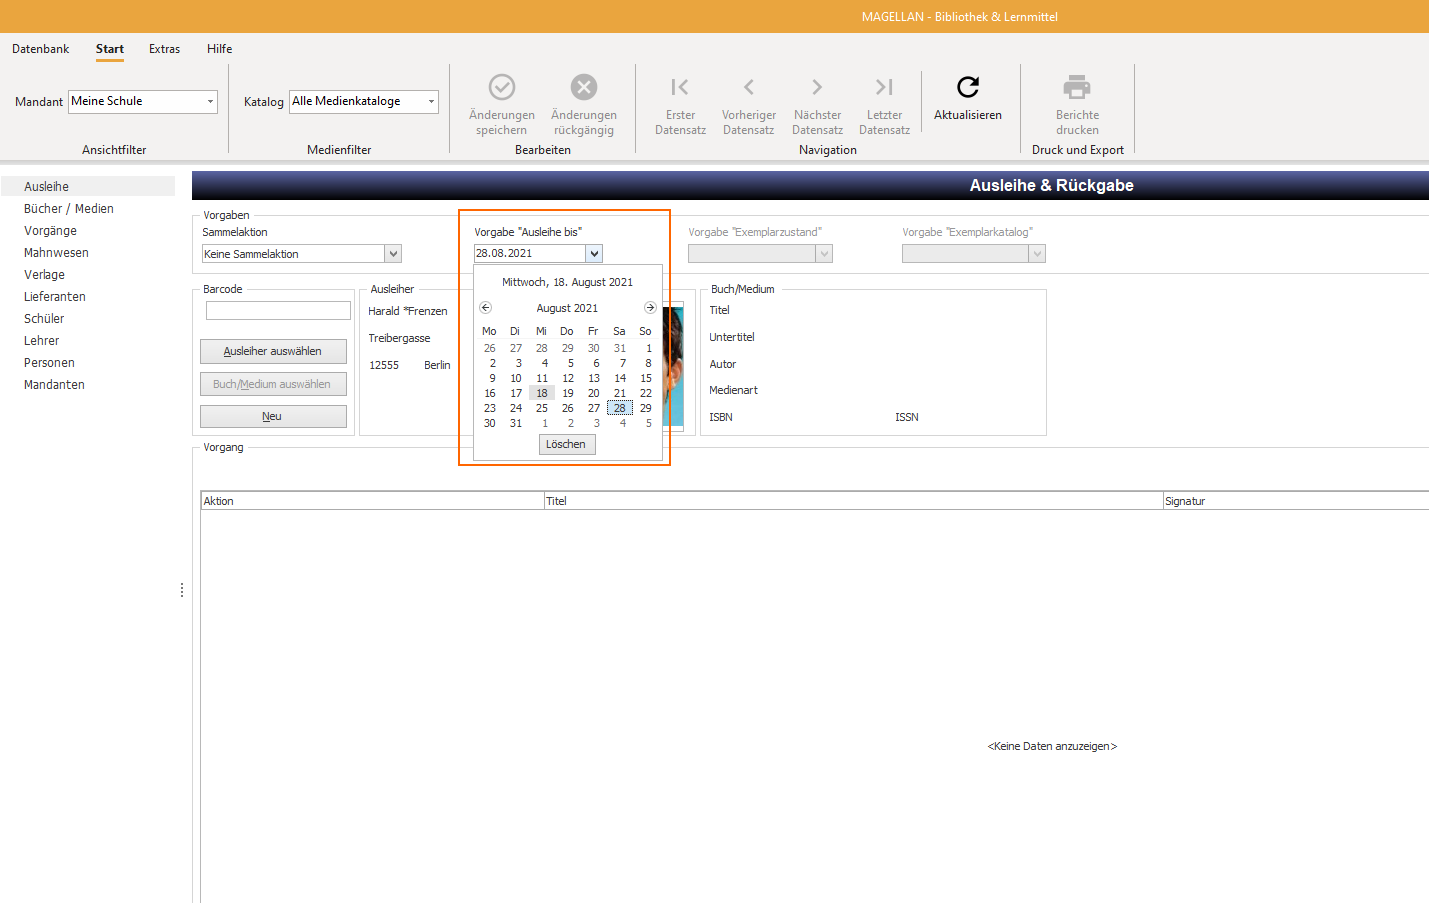 MAGELLAN - Bibliothek & Lernmittel
Datenbank Start Extras Hilfe
Mandant Meine Schule
Katalog Alle Medienkataloge
Änderungen speichern
Änderungen rückgängig
Erster Datensatz
Vorheriger Datensatz
Nächster Datensatz
Letzter Datensatz
Aktualisieren
Berichte drucken
Ansichtfilter Medienfilter Bearbeiten Navigation Druck und Export
Ausleihe
Bücher / Medien
Vorgänge
Mahnwesen
Verlage
Lieferanten
Schüler
Lehrer
Personen
Mandanten
Ausleihe & Rückgabe
Vorgaben
Sammelaktion
Keine Sammelaktion
Vorgabe "Ausleihe bis"
28.08.2021
Vorgabe "Exemplarzustand"
Vorgabe "Exemplarkatalog"
Mittwoch, 18. August 2021
August 2021
Mo Di Mi Do Fr Sa So
26 27 28 29 30 31 1
2 3 4 5 6 7 8
9 10 11 12 13 14 15
16 17 18 19 20 21 22
23 24 25 26 27 28 29
30 31 1 2 3 4 5
Löschen
Barcode
Ausleiher auswählen
Buch/Medium auswählen
Neu
Ausleiher
Harald *Frenzen
Treibergasse
12555 Berlin
Buch/Medium
Titel
Untertitel
Autor
Medienart
ISBN ISSN
Vorgang
Aktion Titel Signatur
<Keine Daten anzuzeigen>